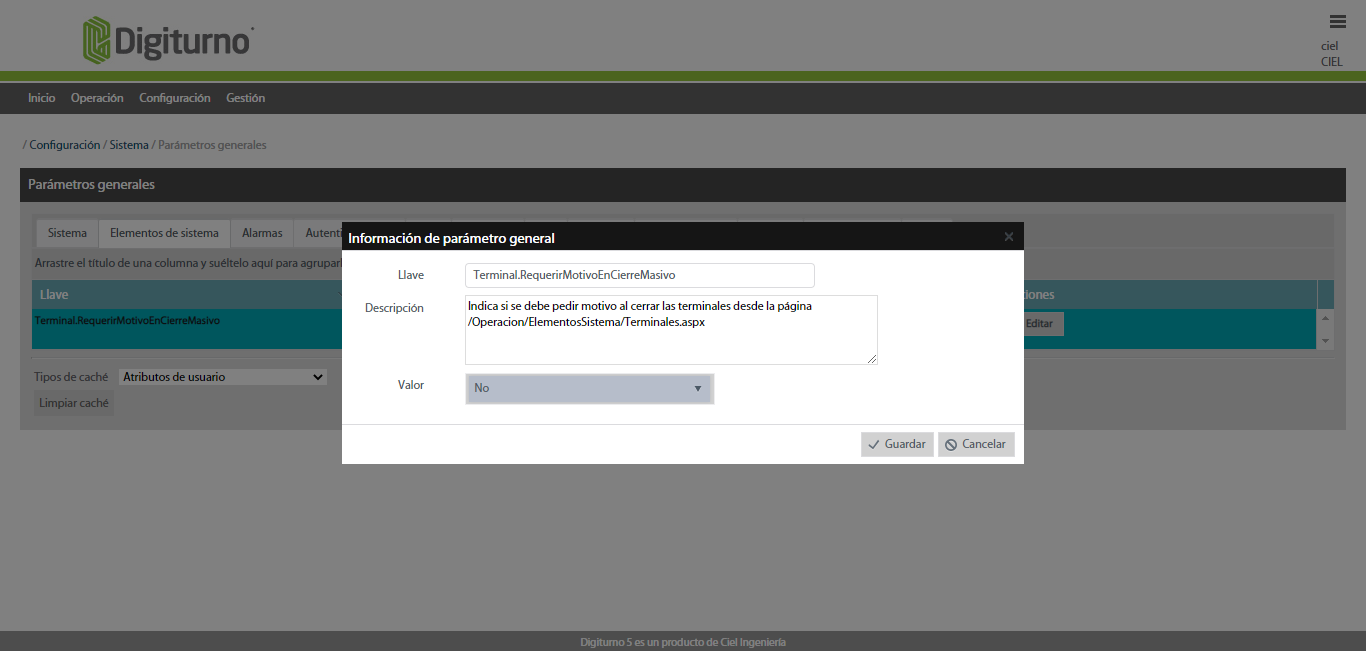 Digiturno
ciel
CIEL
Inicio Operación Configuración Gestión
/ Configuración / Sistema / Parámetros generales
Parámetros generales
Sistema Elementos de sistema Alarmas Autenti
Información de parámetro general
Arrastre el título de una columna y suéltelo aquí para agruparl
Llave Terminal.RequerirMotivoEnCierreMasivo
Llave
iones
Descripción Indica si se debe pedir motivo al cerrar las terminales desde la página
/Operacion/ElementosSistema/Terminales.aspx
Terminal.RequerirMotivoEnCierreMasivo
Editar
Tipos de caché Atributos de usuario
Valor No
Limpiar caché
Guardar Cancelar
Digiturno 5 es un producto de Ciel Ingeniería